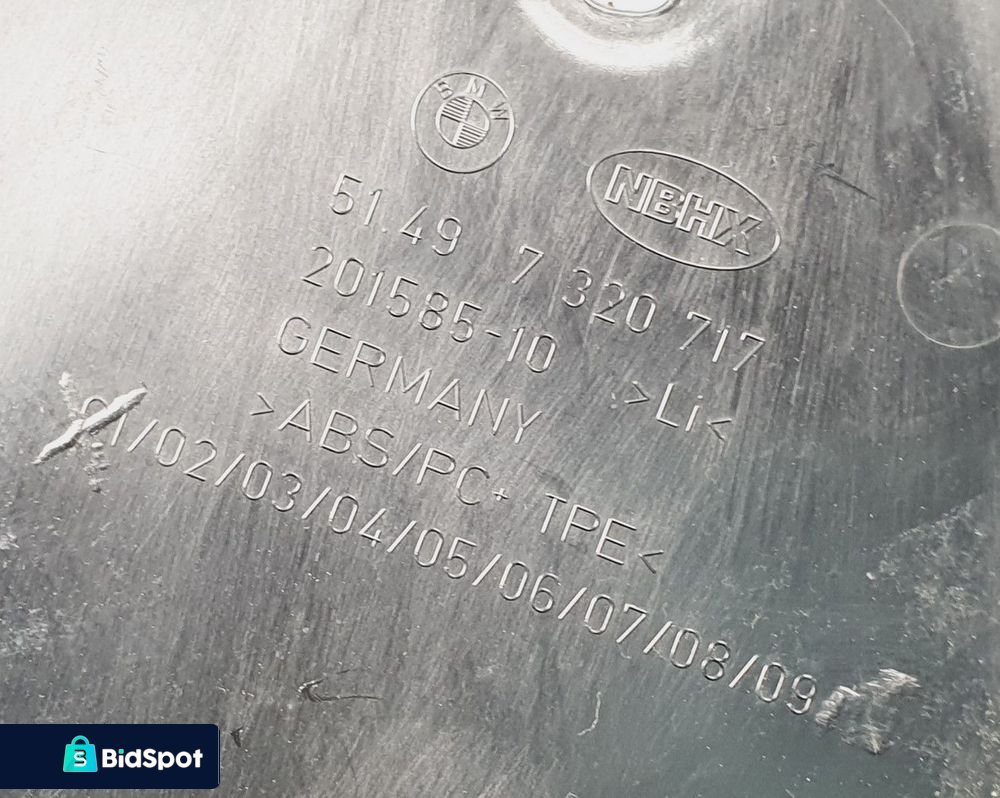 BMW
NBHX
51.49 7 320 717
201585-10 >Li<
GERMANY
>ABS/PC+ TPE<
01/02/03/04/05/06/07/08/09
BidSpot